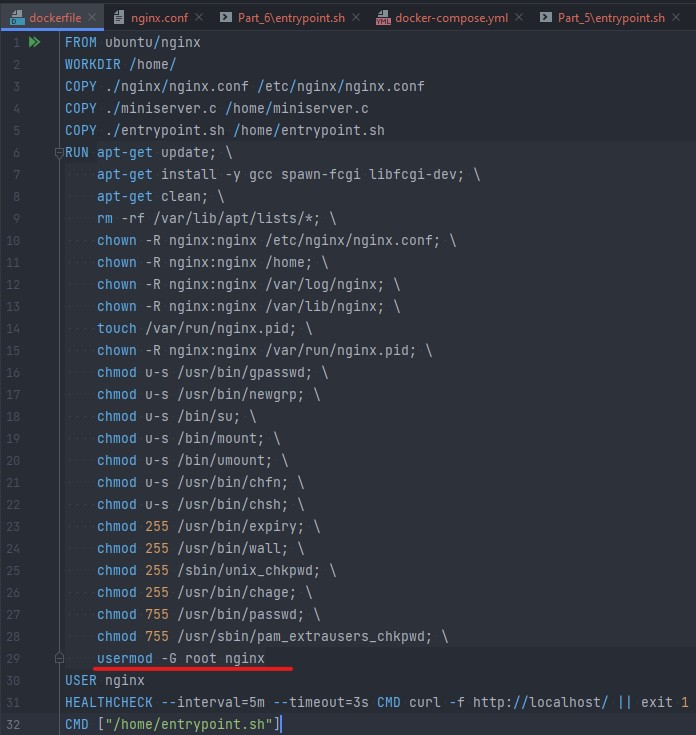 dockerfile nginx.conf Part_6\entrypoint.sh docker-compose.yml Part_5\entrypoint.sh
1 FROM ubuntu/nginx
2 WORKDIR /home/
3 COPY ./nginx/nginx.conf /etc/nginx/nginx.conf
4 COPY ./miniserver.c /home/miniserver.c
5 COPY ./entrypoint.sh /home/entrypoint.sh
6 RUN apt-get update; \
7     apt-get install -y gcc spawn-fcgi libfcgi-dev; \
8     apt-get clean; \
9     rm -rf /var/lib/apt/lists/*; \
10     chown -R nginx:nginx /etc/nginx/nginx.conf; \
11     chown -R nginx:nginx /home; \
12     chown -R nginx:nginx /var/log/nginx; \
13     chown -R nginx:nginx /var/lib/nginx; \
14     touch /var/run/nginx.pid; \
15     chown -R nginx:nginx /var/run/nginx.pid; \
16     chmod u-s /usr/bin/gpasswd; \
17     chmod u-s /usr/bin/newgrp; \
18     chmod u-s /bin/su; \
19     chmod u-s /bin/mount; \
20     chmod u-s /bin/umount; \
21     chmod u-s /usr/bin/chfn; \
22     chmod u-s /usr/bin/chsh; \
23     chmod 255 /usr/bin/expiry; \
24     chmod 255 /usr/bin/wall; \
25     chmod 255 /sbin/unix_chkpwd; \
26     chmod 255 /usr/bin/chage; \
27     chmod 755 /usr/bin/passwd; \
28     chmod 755 /usr/sbin/pam_extrausers_chkpwd; \
29     usermod -G root nginx
30 USER nginx
31 HEALTHCHECK --interval=5m --timeout=3s CMD curl -f http://localhost/ || exit 1
32 CMD ["/home/entrypoint.sh"]